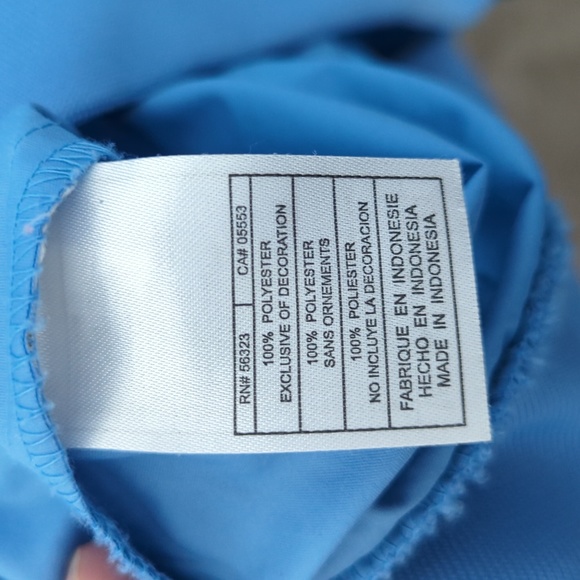 RN# 56323 CA# 05553
100% POLYESTER
EXCLUSIVE OF DECORATION
100% POLYESTER
SANS ORNEMENTS
100% POLIESTER
NO INCLUYE LA DECORACION
FABRIQUE EN INDONESIE
HECHO EN INDONESIA
MADE IN INDONESIA